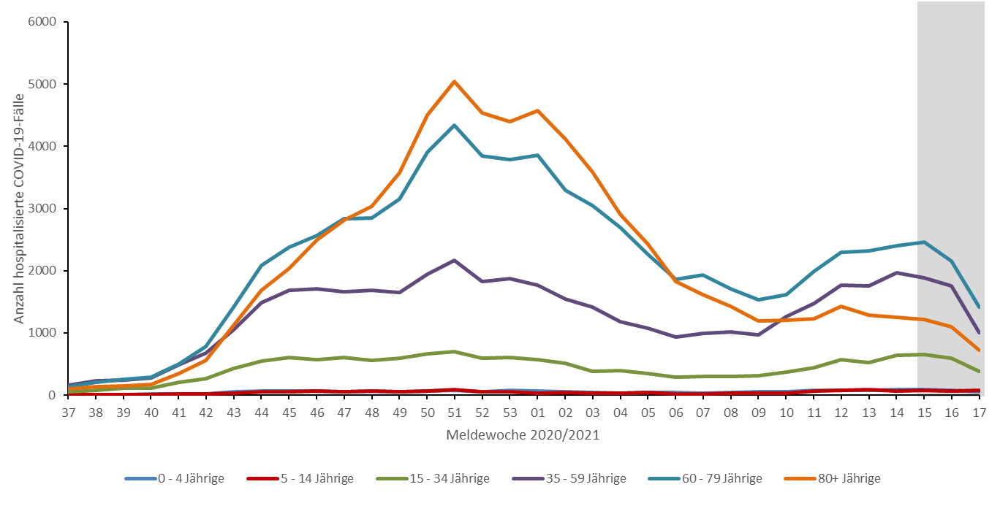 6000
5000
4000
3000
2000
1000
0
Anzahl hospitalisierte COVID-19-Fälle
37 38 39 40 41 42 43 44 45 46 47 48 49 50 51 52 53 01 02 03 04 05 06 07 08 09 10 11 12 13 14 15 16 17
Meldewoche 2020/2021
0 - 4 Jährige 5 - 14 Jährige 15 - 34 Jährige 35 - 59 Jährige 60 - 79 Jährige 80+ Jährige